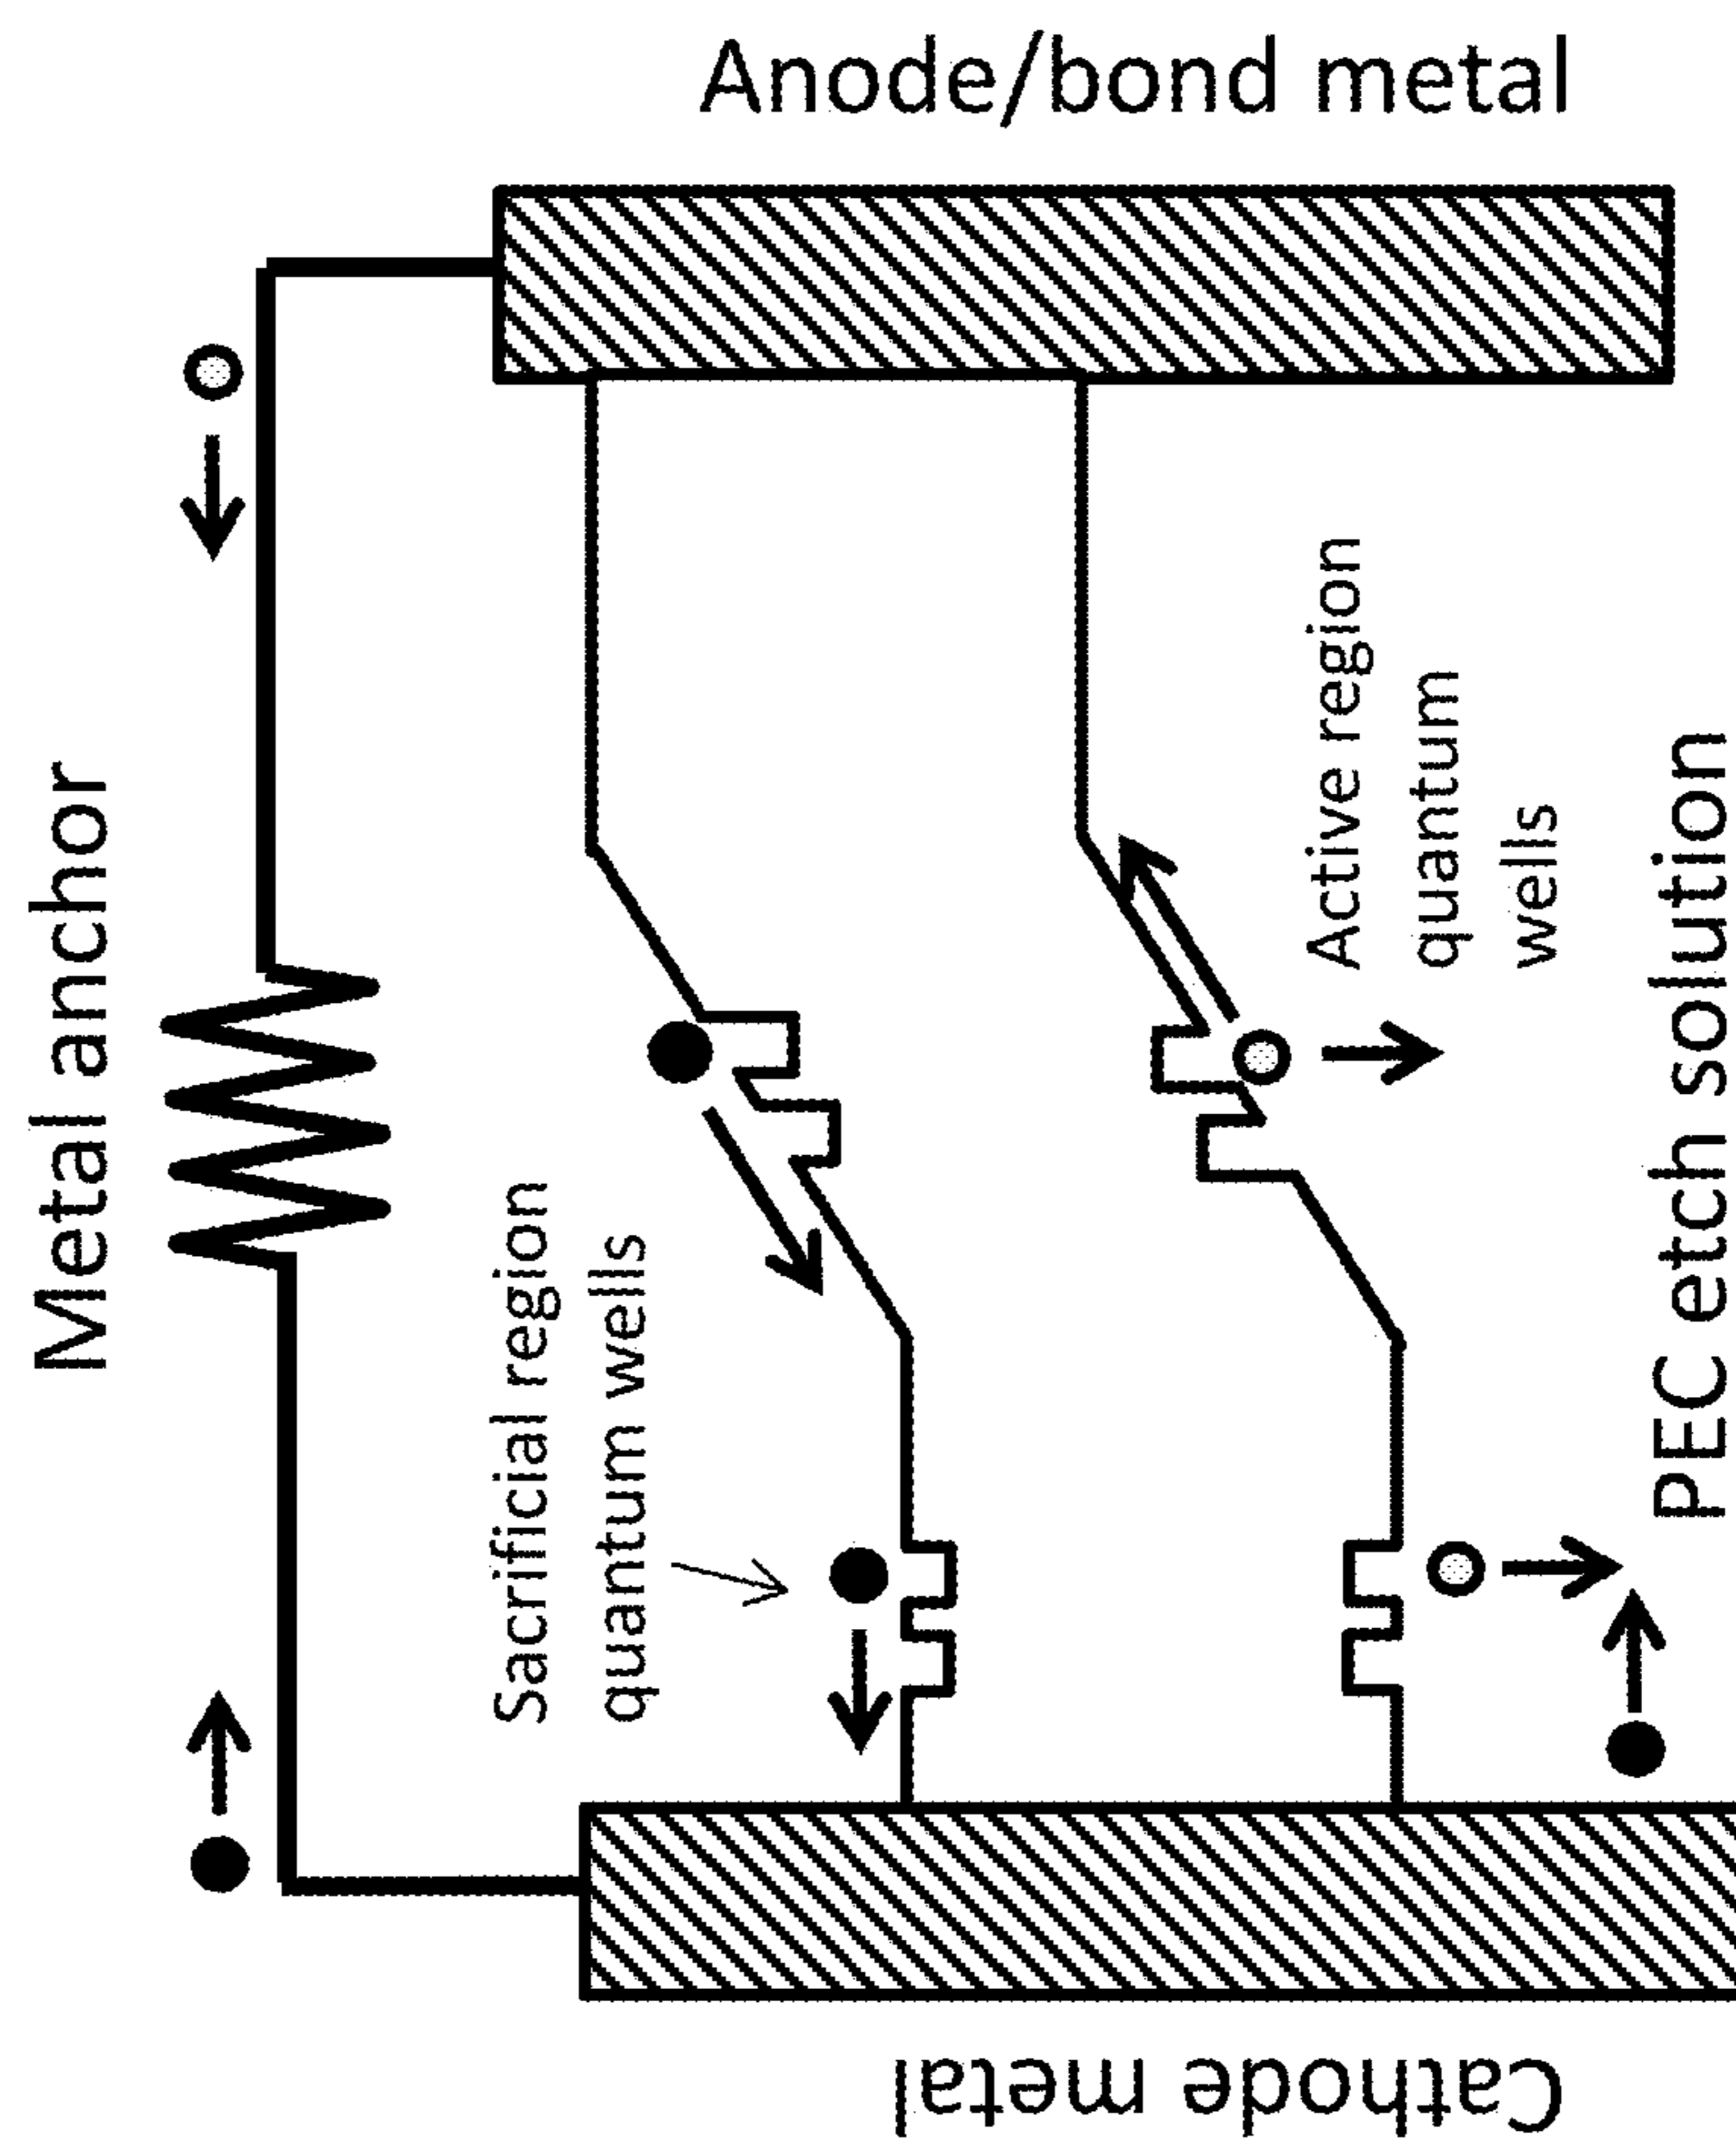 Metal anchor
Anode/bond metal
Sacrificial region
quantum wells
Active region
quantum
wells
PEC etch solution
Cathode metal